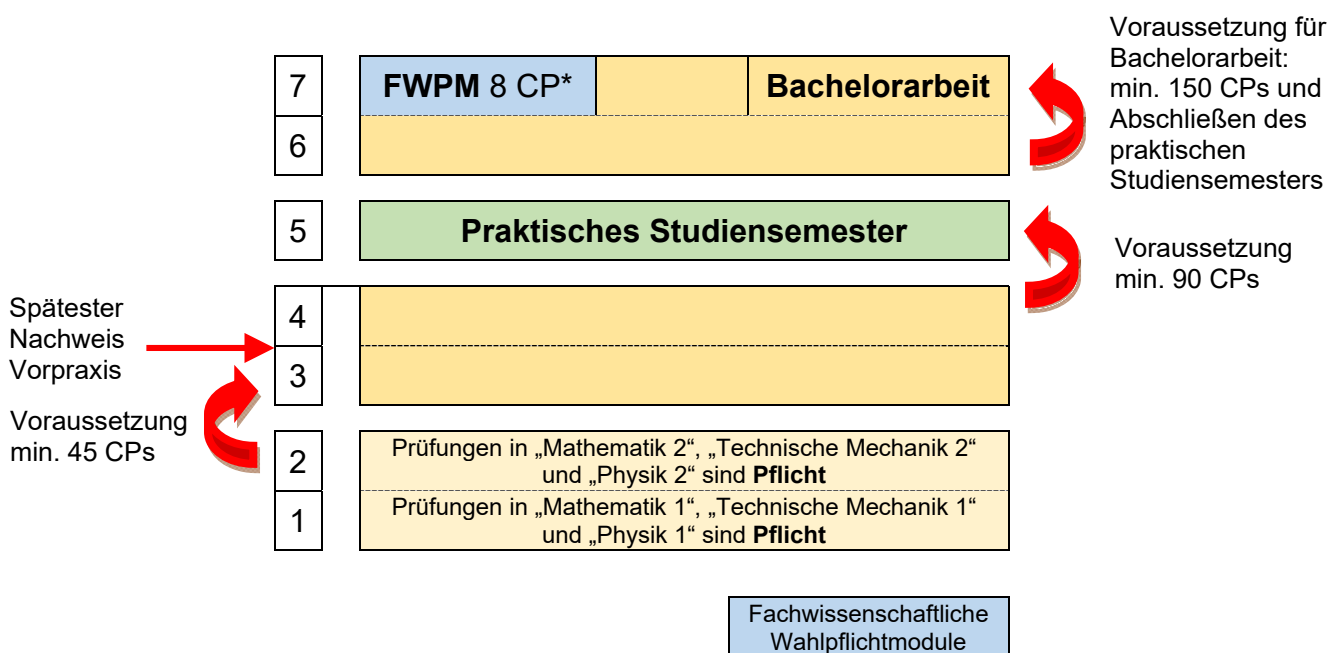 Voraussetzung für
Bachelorarbeit:
min. 150 CPs und
Abschließen des
praktischen
Studiensemesters
7
FWPM 8 CP*
Bachelorarbeit
6
5
Praktisches Studiensemester
Voraussetzung
min. 90 CPs
Spätester
Nachweis
Vorpraxis
4
3
Voraussetzung
min. 45 CPs
2
Prüfungen in „Mathematik 2“, „Technische Mechanik 2“
und „Physik 2“ sind Pflicht
1
Prüfungen in „Mathematik 1“, „Technische Mechanik 1“
und „Physik 1“ sind Pflicht
Fachwissenschaftliche
Wahlpflichtmodule